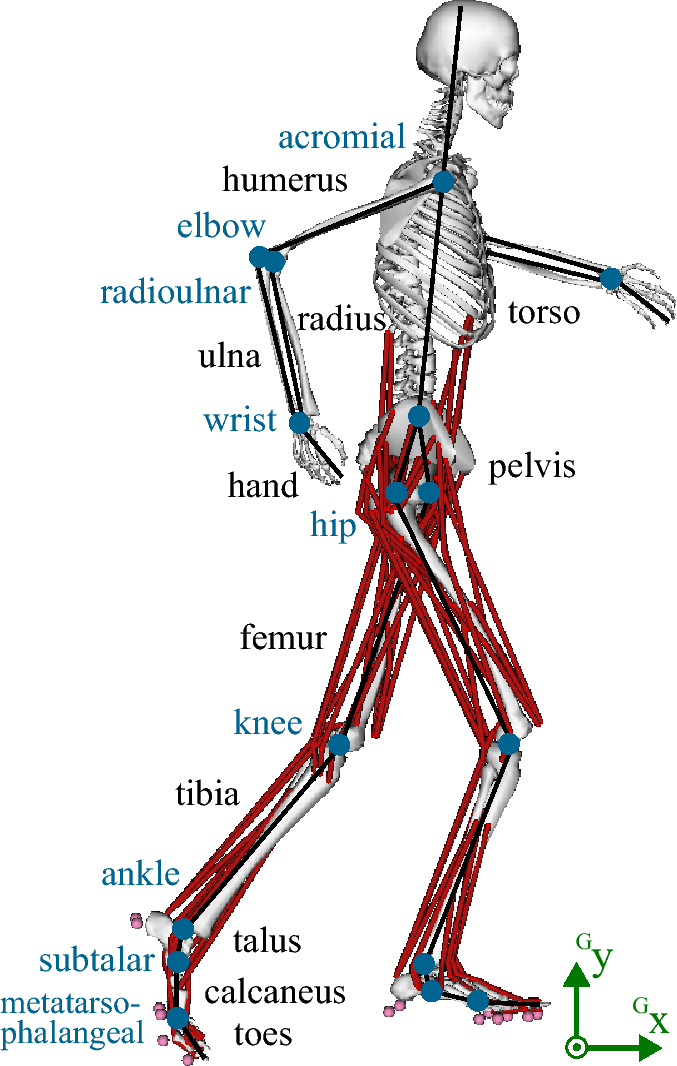 acromial
humerus
elbow
radioulnar
radius
torso
ulna
wrist
pelvis
hand
hip
femur
knee
tibia
ankle
talus
subtalar
calcaneus
metatarso-
phalangeal
toes
Gy
Gx